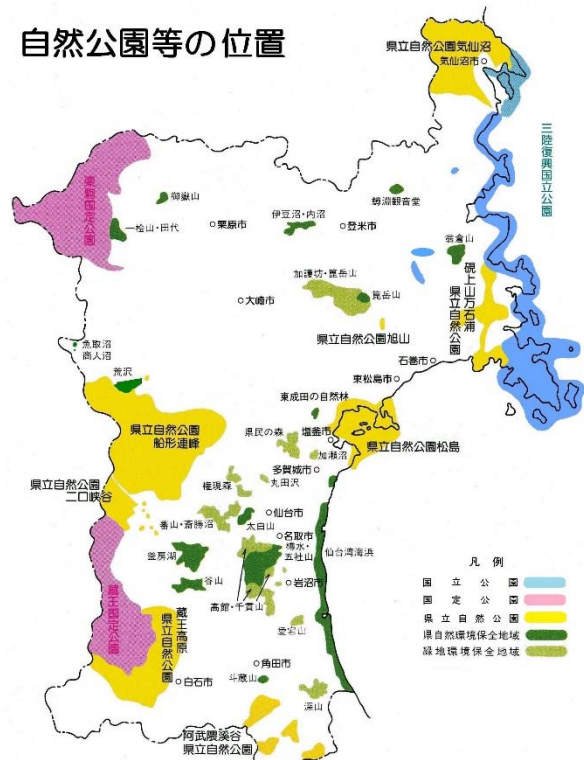 自然公園等の位置
県立自然公園気仙沼
気仙沼市
三陸復興国立公園
御嶽山
栗原国定公園
一桧山・田代
栗原市
伊豆沼・内沼
登米市
鱒淵観音堂
翁倉山
加護坊・箟岳山
箟岳山
硯上山万石浦
県立自然公園
大崎市
県立自然公園旭山
魚取沼
商人沼
石巻市
荒沢
東松島市
東成田の自然林
県立自然公園
船形連峰
県民の森
塩釜市
県立自然公園松島
加瀬沼
多賀城市
丸田沢
県立自然公園
二口峡谷
権現森
仙台市
番山・斎勝沼
太白山
名取市
樽水・
五社山
仙台湾海浜
釜房湖
谷山
岩沼市
高舘・千貫山
蔵王国定公園
蔵王高原
県立自然公園
愛宕山
角田市
斗蔵山
白石市
深山
阿武隈渓谷
県立自然公園
凡例
国立公園
国定公園
県立自然公園
県自然環境保全地域
緑地環境保全地域